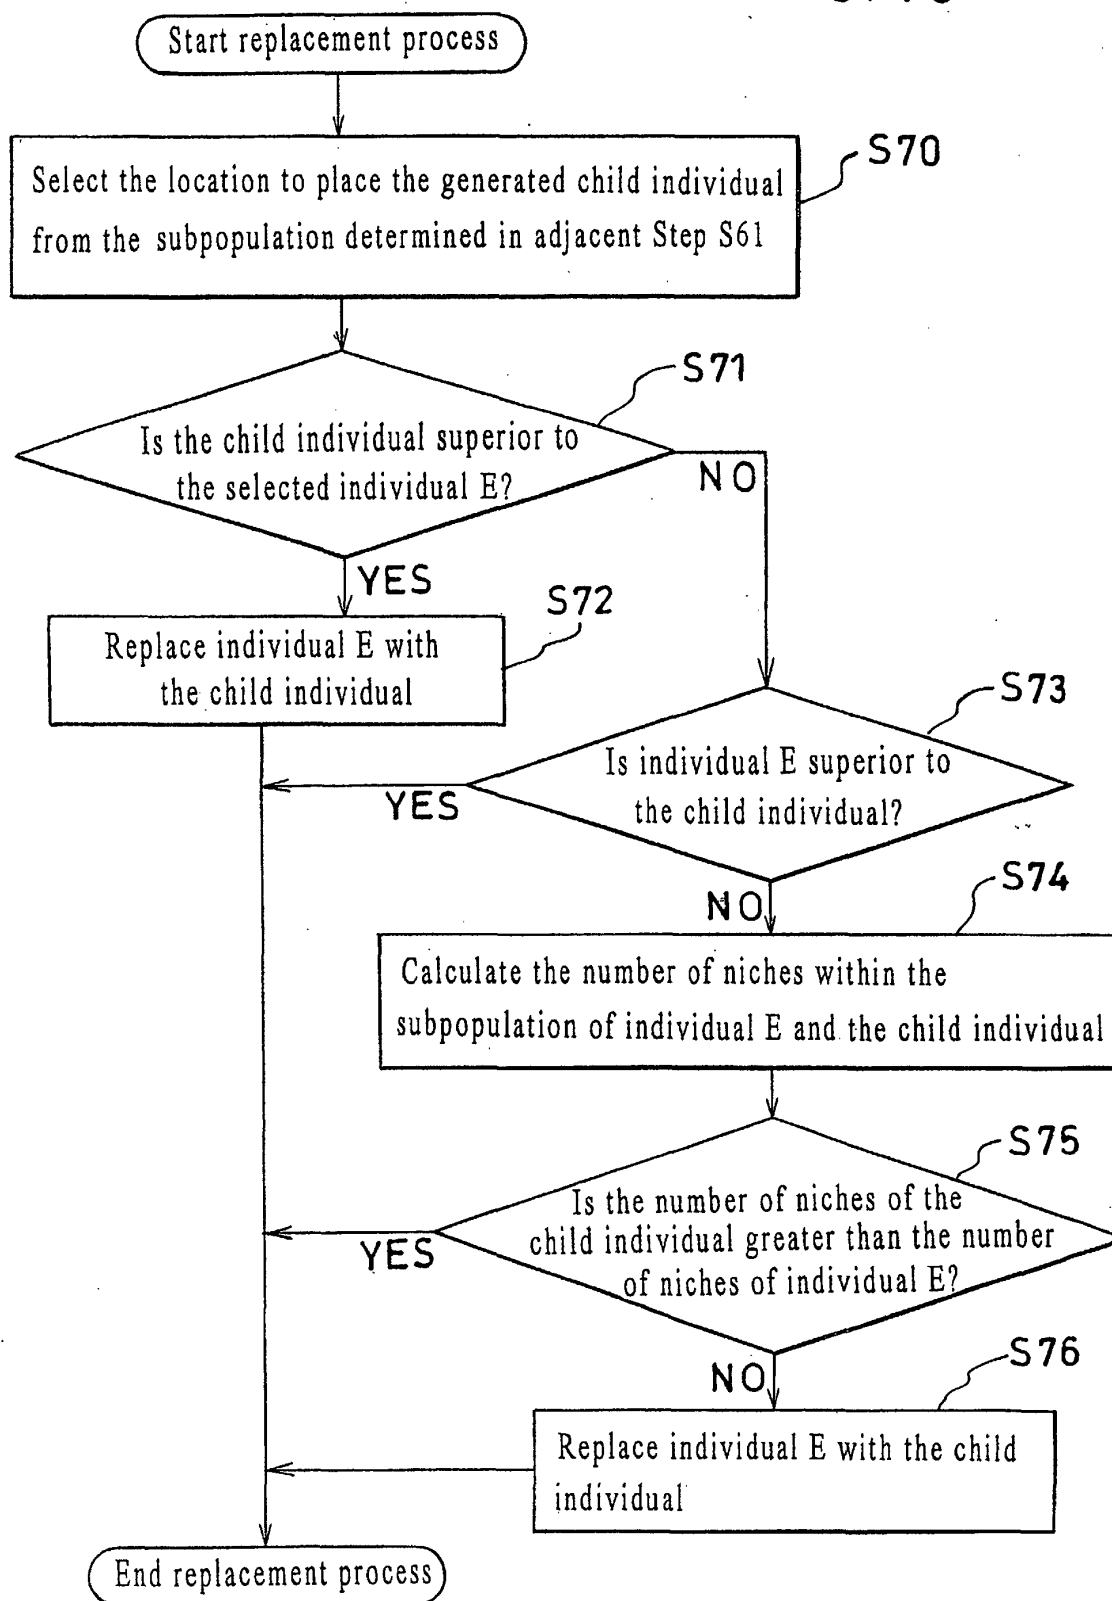 Start replacement process
S70
Select the location to place the generated child individual
from the subpopulation determined in adjacent Step S61
S71
Is the child individual superior to
the selected individual E?
NO
YES
S72
Replace individual E with
the child individual
S73
Is individual E superior to
the child individual?
YES
NO
S74
Calculate the number of niches within the
subpopulation of individual E and the child individual
S75
Is the number of niches of the
child individual greater than the number
of niches of individual E?
YES
NO
S76
Replace individual E with the child
individual
End replacement process